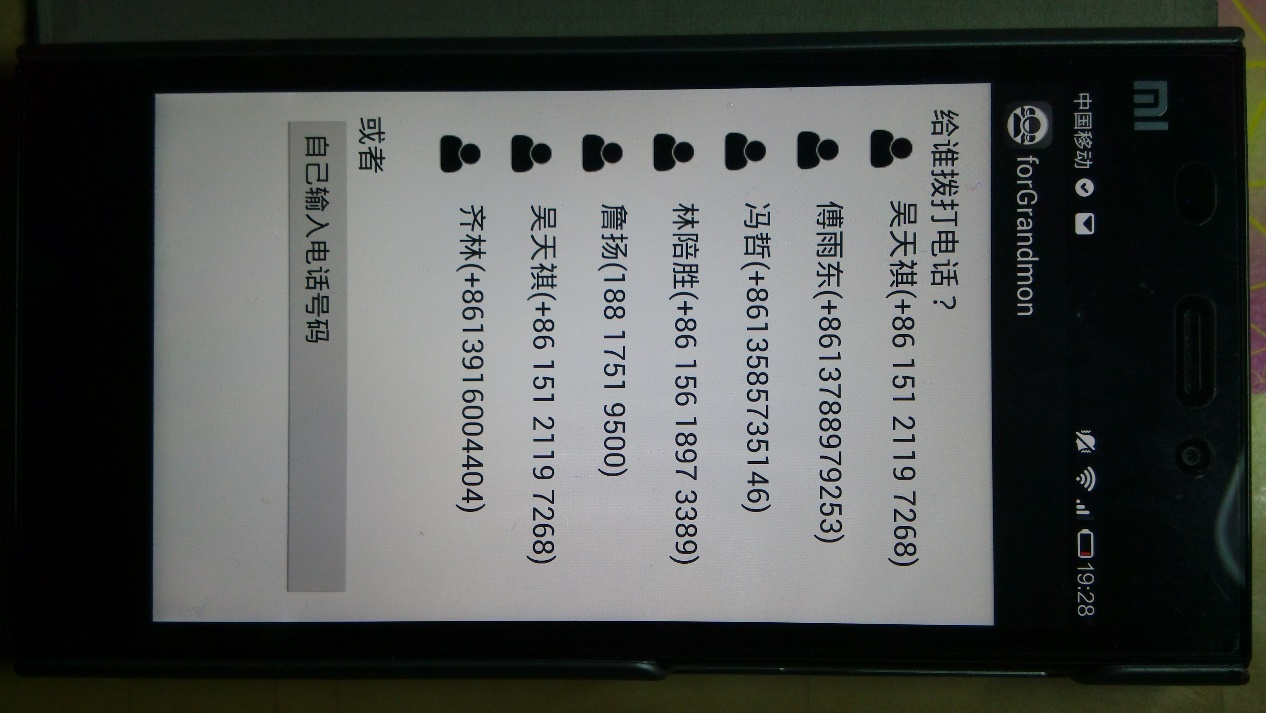 MI
中国移动 19:28
forGrandmon
给谁拨打电话？
吴天祺(+86 151 2119 7268)
傅雨东(+8613788979253)
冯哲(+8613585735146)
林陪胜(+86 156 1897 3389)
詹扬(188 1751 9500)
吴天祺(+86 151 2119 7268)
齐林(+8613916004404)
或者
自己输入电话号码